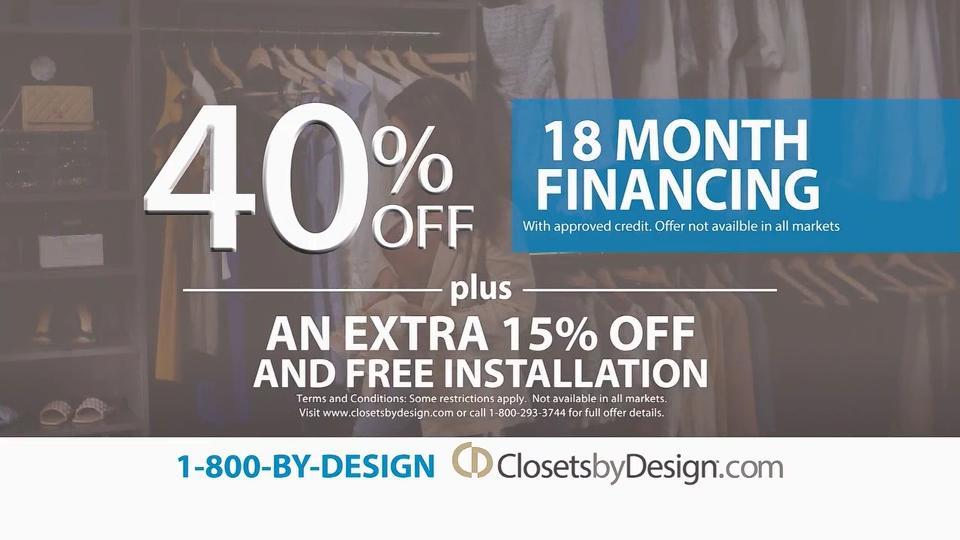 40%
OFF
18 MONTH
FINANCING
With approved credit. Offer not availble in all markets
plus
AN EXTRA 15% OFF
AND FREE INSTALLATION
Terms and Conditions: Some restrictions apply. Not available in all markets.
Visit www.closetsbydesign.com or call 1-800-293-3744 for full offer details.
1-800-BY-DESIGN ClosetsbyDesign.com